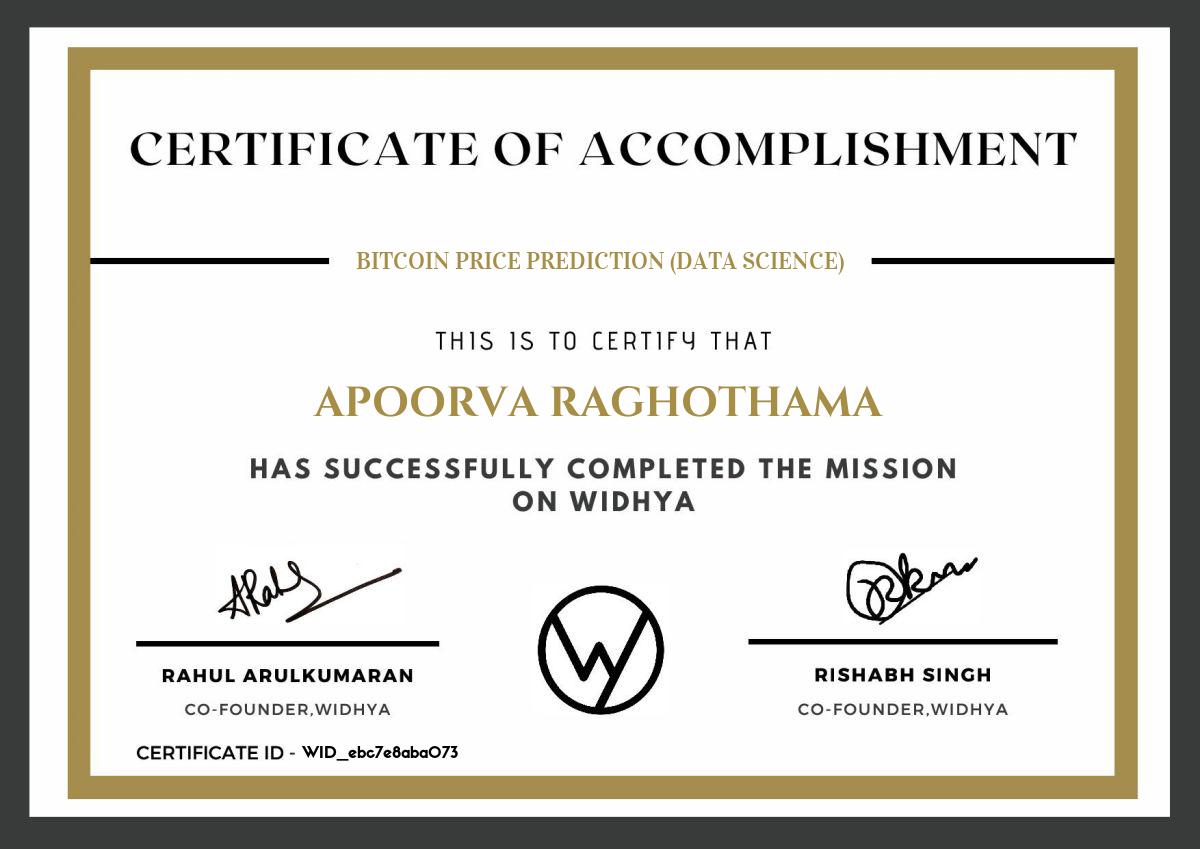 CERTIFICATE OF ACCOMPLISHMENT
BITCOIN PRICE PREDICTION (DATA SCIENCE)
THIS IS TO CERTIFY THAT
APOORVA RAGHOTHAMA
HAS SUCCESSFULLY COMPLETED THE MISSION
ON WIDHYA
RAHUL ARULKUMARAN
CO-FOUNDER,WIDHYA
RISHABH SINGH
CO-FOUNDER,WIDHYA
CERTIFICATE ID - WID_ebc7e8aba073